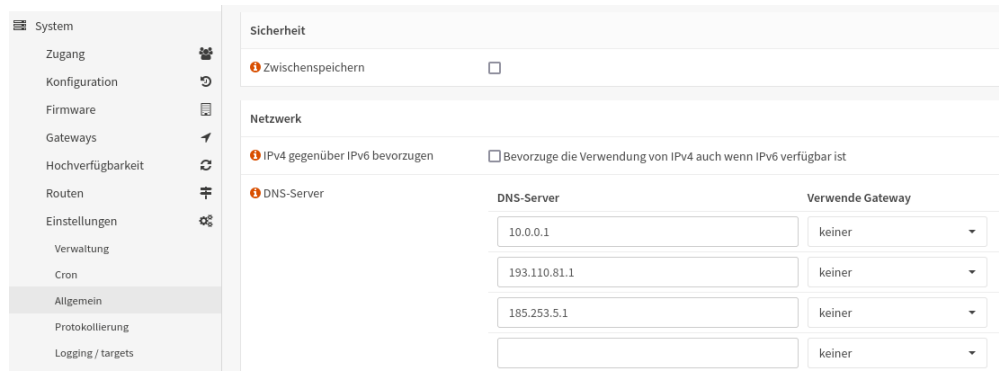 System
Zugang
Konfiguration
Firmware
Gateways
Hochverfügbarkeit
Routen
Einstellungen
Verwaltung
Cron
Allgemein
Protokollierung
Logging / targets
Sicherheit
Zwischenspeichern
Netzwerk
IPv4 gegenüber IPv6 bevorzugen
Bevorzuge die Verwendung von IPv4 auch wenn IPv6 verfügbar ist
DNS-Server
DNS-Server Verwende Gateway
10.0.0.1 keiner
193.110.81.1 keiner
185.253.5.1 keiner
keiner